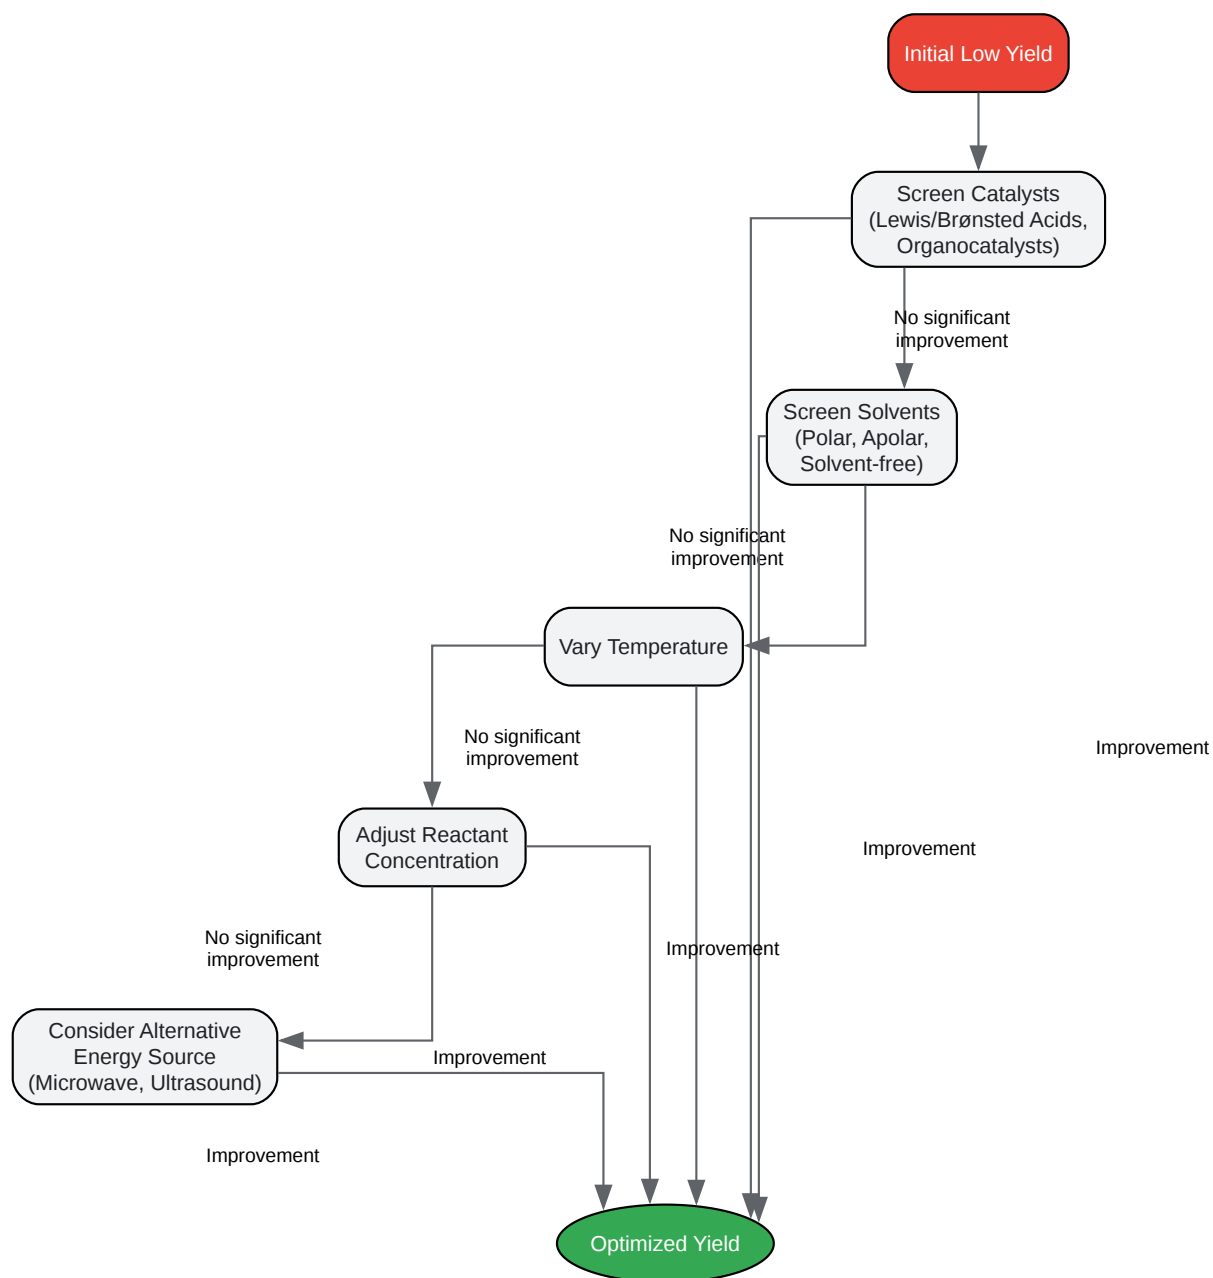 Initial Low Yield
Screen Catalysts
(Lewis/Brønsted Acids,
Organocatalysts)
No significant
improvement
Screen Solvents
(Polar, Apolar,
Solvent-free)
No significant
improvement
Vary Temperature
No significant
improvement
Improvement
Adjust Reactant
Concentration
Improvement
No significant
improvement
Improvement
Consider Alternative
Energy Source
(Microwave, Ultrasound)
Improvement
Improvement
Optimized Yield